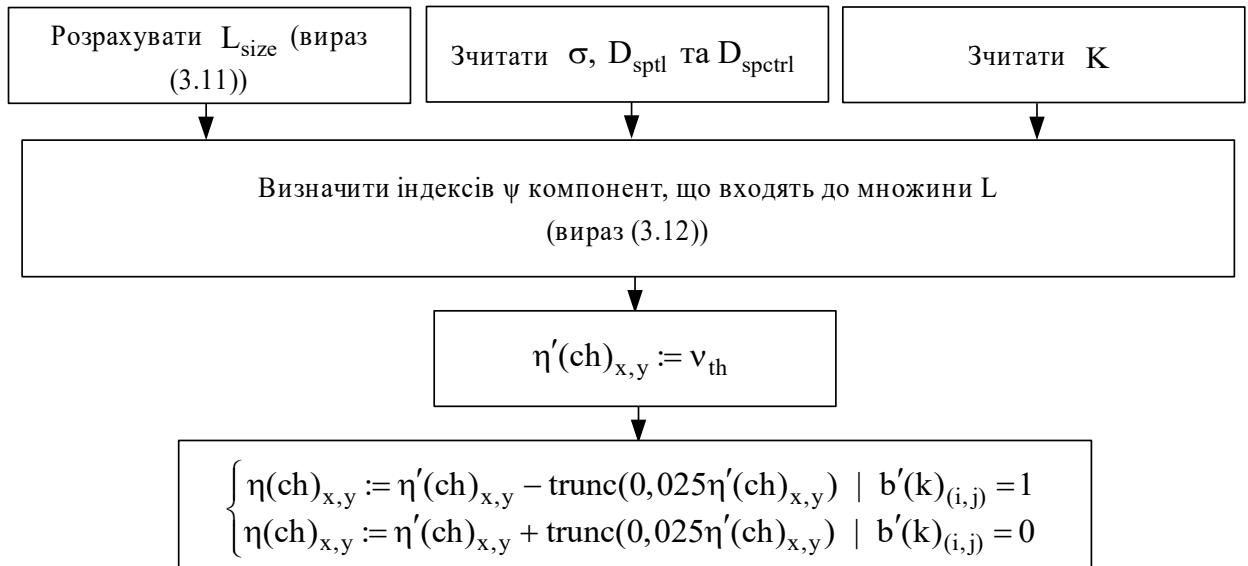 Розрахувати L_size (вираз
(3.11))
Зчитати σ, D_sptl та D_spctrl
Зчитати K
Визначити індексів ψ компонент, що входять до множини L
(вираз (3.12))
η′(ch)_x,y := ν_th
η(ch)_x,y := η′(ch)_x,y − trunc(0,025η′(ch)_x,y) | b′(k)_(i,j) = 1
η(ch)_x,y := η′(ch)_x,y + trunc(0,025η′(ch)_x,y) | b′(k)_(i,j) = 0